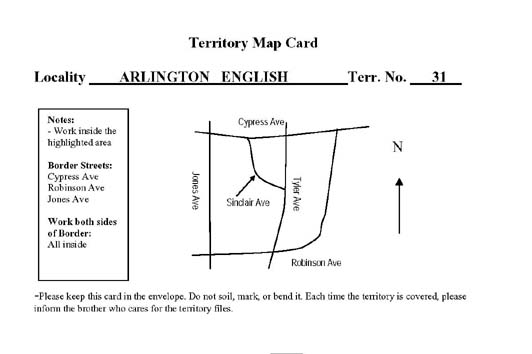 Territory Map Card
Locality ARLINGTON ENGLISH Terr. No. 31
Notes:
- Work inside the
highlighted area
Border Streets:
Cypress Ave
Robinson Ave
Jones Ave
Work both sides
of Border:
All inside
Cypress Ave
Jones Ave
Sinclair Ave
Tyler Ave
Robinson Ave
N
-Please keep this card in the envelope. Do not soil, mark, or bend it. Each time the territory is covered, please
inform the brother who cares for the territory files.